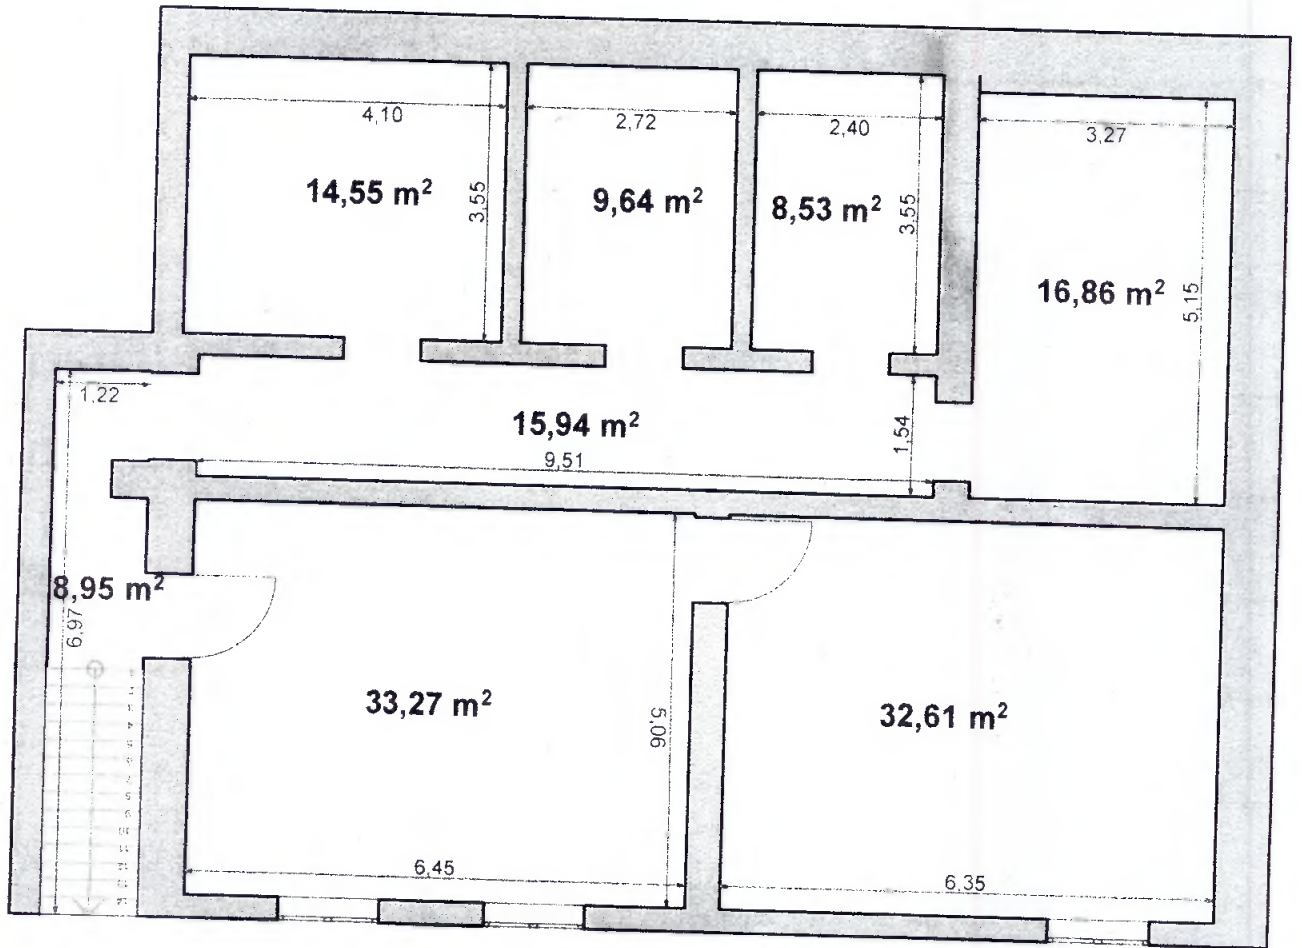 4,10
2,72
2,40
3,27
14,55 m²
3,55
9,64 m²
8,53 m²
3,55
16,86 m²
5,15
1,22
15,94 m²
1,54
9,51
8,95 m²
6,97
33,27 m²
5,06
32,61 m²
6,45
6,35